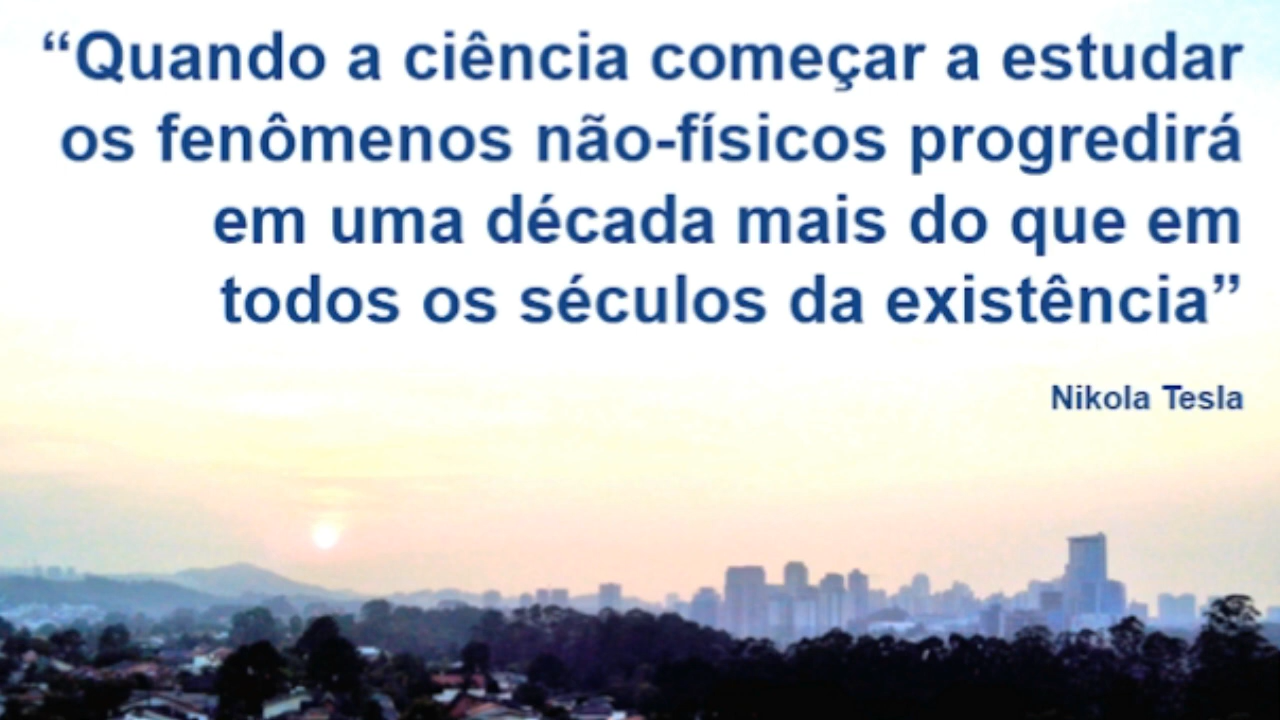 “Quando a ciência começar a estudar
os fenômenos não-físicos progredirá
em uma década mais do que em
todos os séculos da existência”
Nikola Tesla